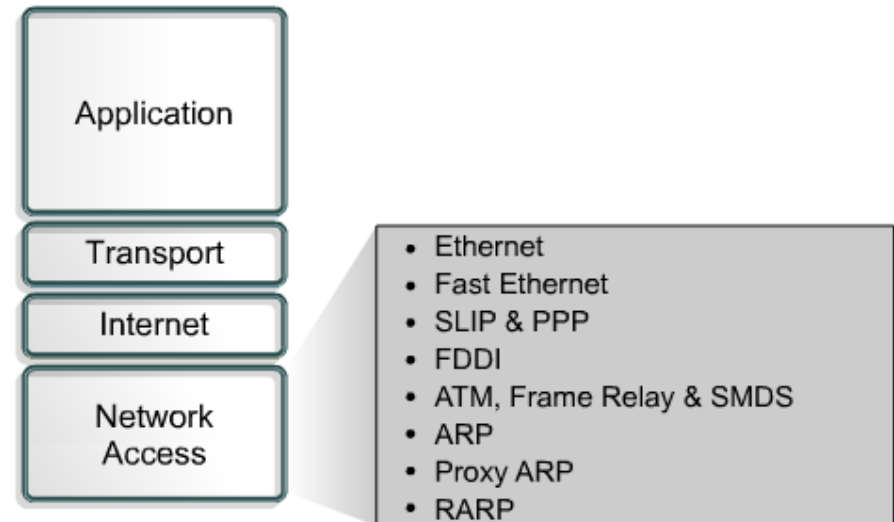 Application
Transport
Internet
Network
Access
• Ethernet
• Fast Ethernet
• SLIP & PPP
• FDDI
• ATM, Frame Relay & SMDS
• ARP
• Proxy ARP
• RARP